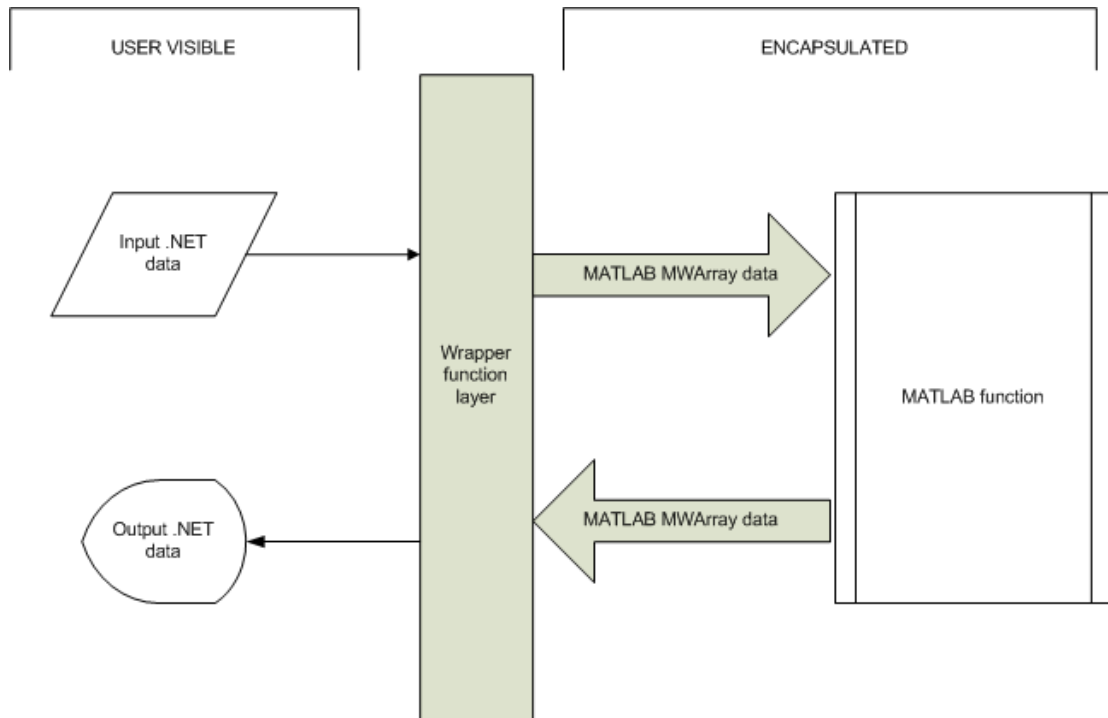 USER VISIBLE
ENCAPSULATED
Input .NET
data
MATLAB MWArray data
Wrapper
function
layer
MATLAB function
Output .NET
data
MATLAB MWArray data